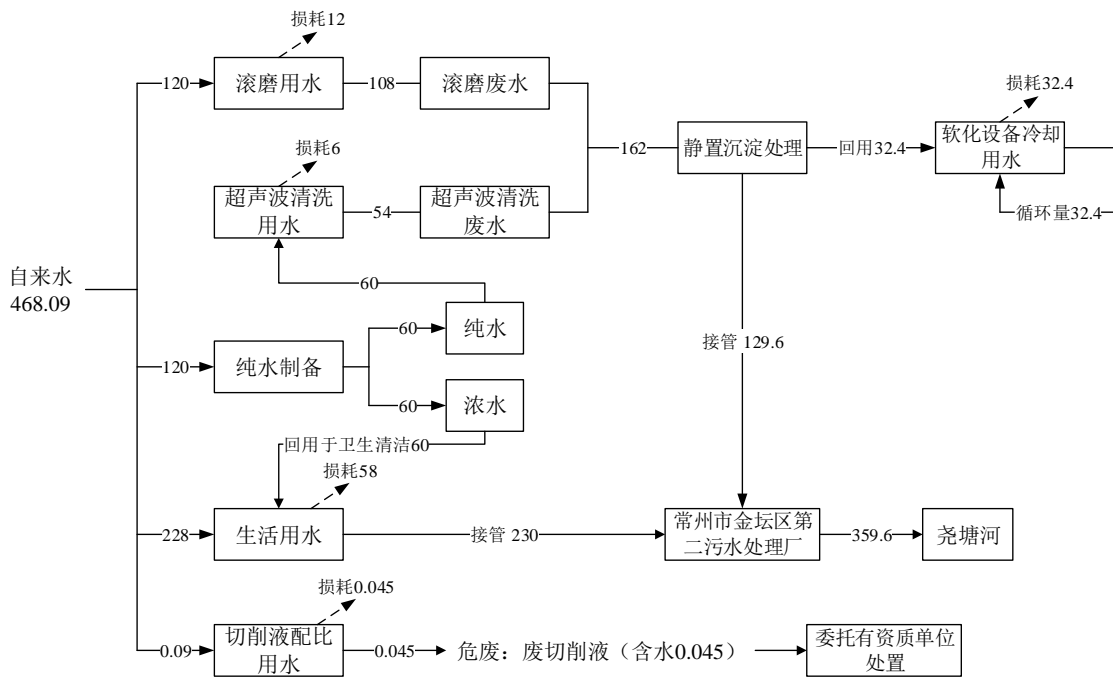 损耗12
120
滚磨用水
108
滚磨废水
损耗6
超声波清洗
用水
54
超声波清洗
废水
162
静置沉淀处理
回用32.4
损耗32.4
软化设备冷却
用水
循环量32.4
自来水
468.09
60
120
纯水制备
60
纯水
60
浓水
回用于卫生清洁60
接管 129.6
损耗58
228
生活用水
接管 230
常州市金坛区第
二污水处理厂
359.6
尧塘河
损耗0.045
0.09
切削液配比
用水
0.045
危废：废切削液（含水0.045）
委托有资质单位
处置